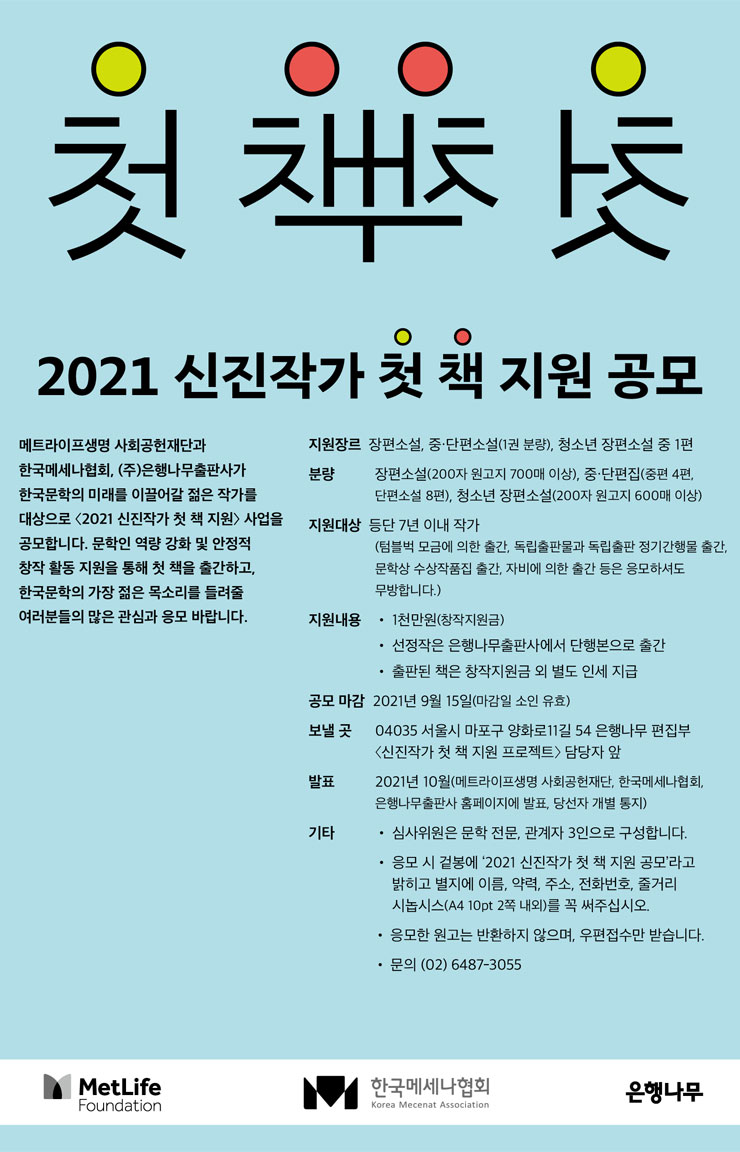 첫 책 첫
2021 신진작가 첫 책 지원 공모
메트라이프생명 사회공헌재단과
한국메세나협회, (주)은행나무출판사가
한국문학의 미래를 이끌어갈 젊은 작가를
대상으로 〈2021 신진작가 첫 책 지원〉 사업을
공모합니다. 문학인 역량 강화 및 안정적
창작 활동 지원을 통해 첫 책을 출간하고,
한국문학의 가장 젊은 목소리를 들려줄
여러분들의 많은 관심과 응모 바랍니다.
지원장르 장편소설, 중·단편소설(1권 분량), 청소년 장편소설 중 1편
분량 장편소설(200자 원고지 700매 이상), 중·단편집(중편 4편,
단편소설 8편), 청소년 장편소설(200자 원고지 600매 이상)
지원대상 등단 7년 이내 작가
(텀블벅 모금에 의한 출간, 독립출판물과 독립출판 정기간행물 출간,
문학상 수상작품집 출간, 자비에 의한 출간 등은 응모하셔도
무방합니다.)
지원내용 • 1천만원(창작지원금)
• 선정작은 은행나무출판사에서 단행본으로 출간
• 출판된 책은 창작지원금 외 별도 인세 지급
공모 마감 2021년 9월 15일(마감일 소인 유효)
보낼 곳 04035 서울시 마포구 양화로11길 54 은행나무 편집부
〈신진작가 첫 책 지원 프로젝트〉 담당자 앞
발표 2021년 10월(메트라이프생명 사회공헌재단, 한국메세나협회,
은행나무출판사 홈페이지에 발표, 당선자 개별 통지)
기타 • 심사위원은 문학 전문, 관계자 3인으로 구성합니다.
• 응모 시 겉봉에 ‘2021 신진작가 첫 책 지원 공모’라고
밝히고 별지에 이름, 약력, 주소, 전화번호, 줄거리
시놉시스(A4 10pt 2쪽 내외)를 꼭 써주십시오.
• 응모한 원고는 반환하지 않으며, 우편접수만 받습니다.
• 문의 (02) 6487-3055
MetLife
Foundation
한국메세나협회
Korea Mecenat Association
은행나무